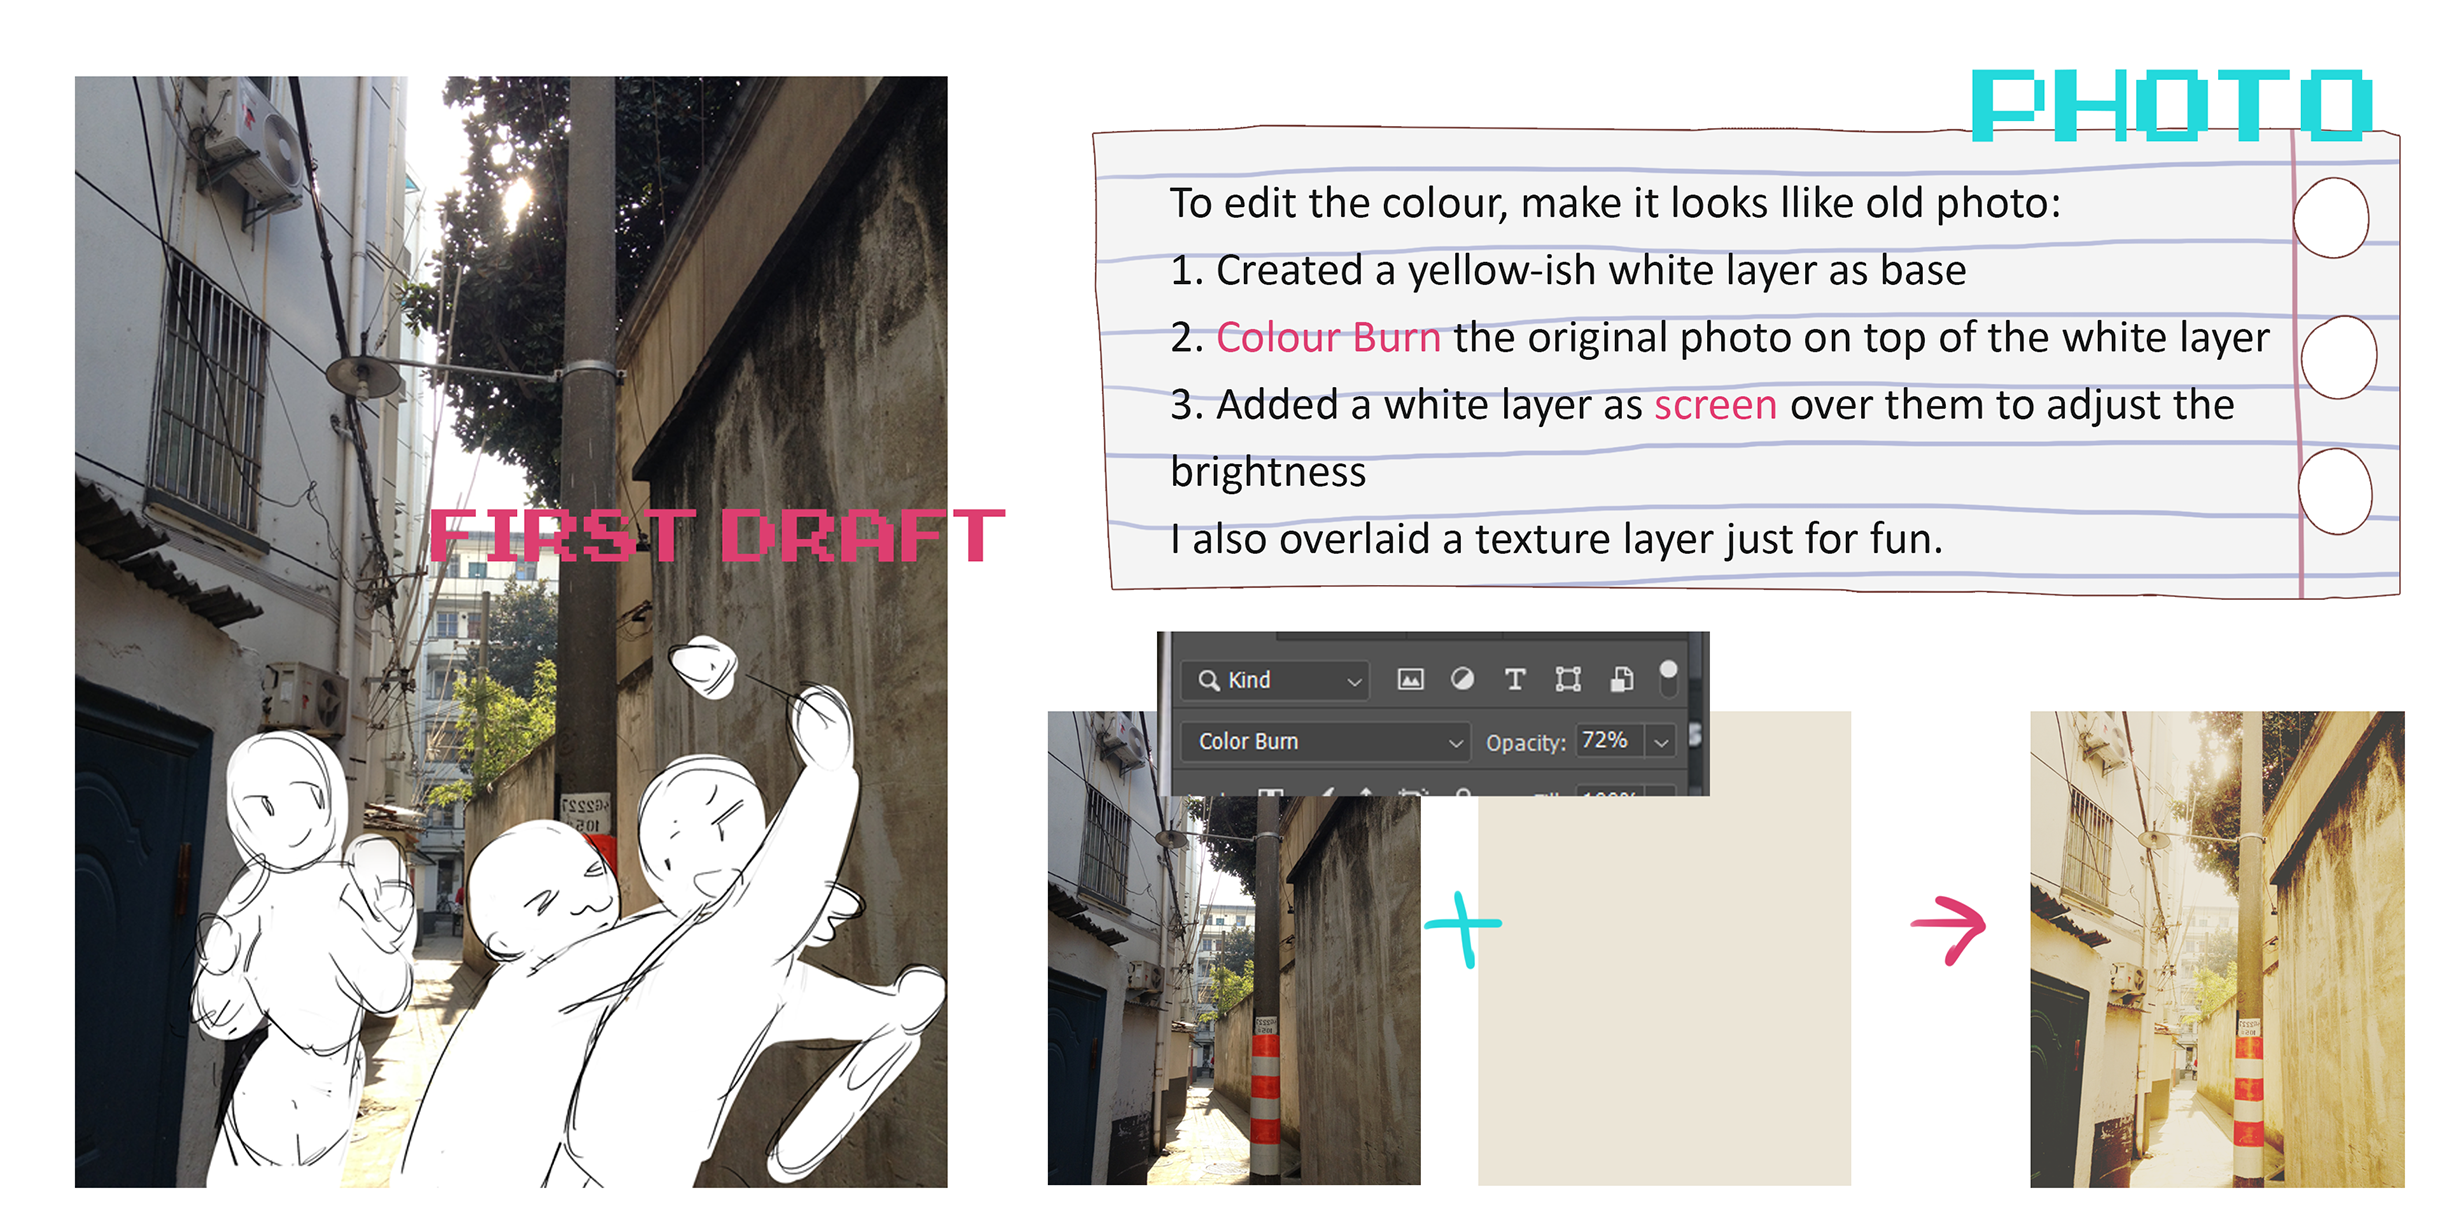 PHOTO
To edit the colour, make it looks llike old photo:
1. Created a yellow-ish white layer as base
2. Colour Burn the original photo on top of the white layer
3. Added a white layer as screen over them to adjust the
brightness
I also overlaid a texture layer just for fun.
FIRST DRAFT
Kind
Color Burn Opacity: 72%